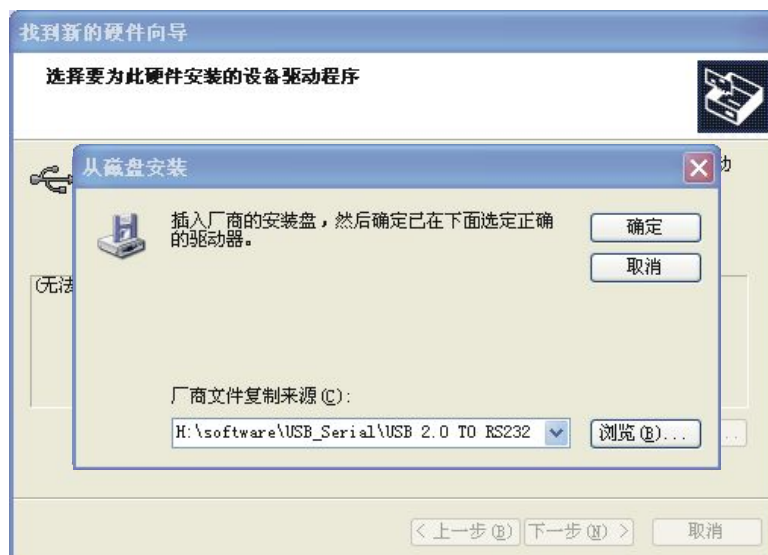 找到新的硬件向导
选择要为此硬件安装的设备驱动程序
从磁盘安装
动
插入厂商的安装盘，然后确定已在下面选定正确
的驱动器。
确定
取消
(无法
厂商文件复制来源(C):
H:\software\USB_Serial\USB 2.0 TO RS232
浏览(B)...
< 上一步(B)
下一步(N) >
取消